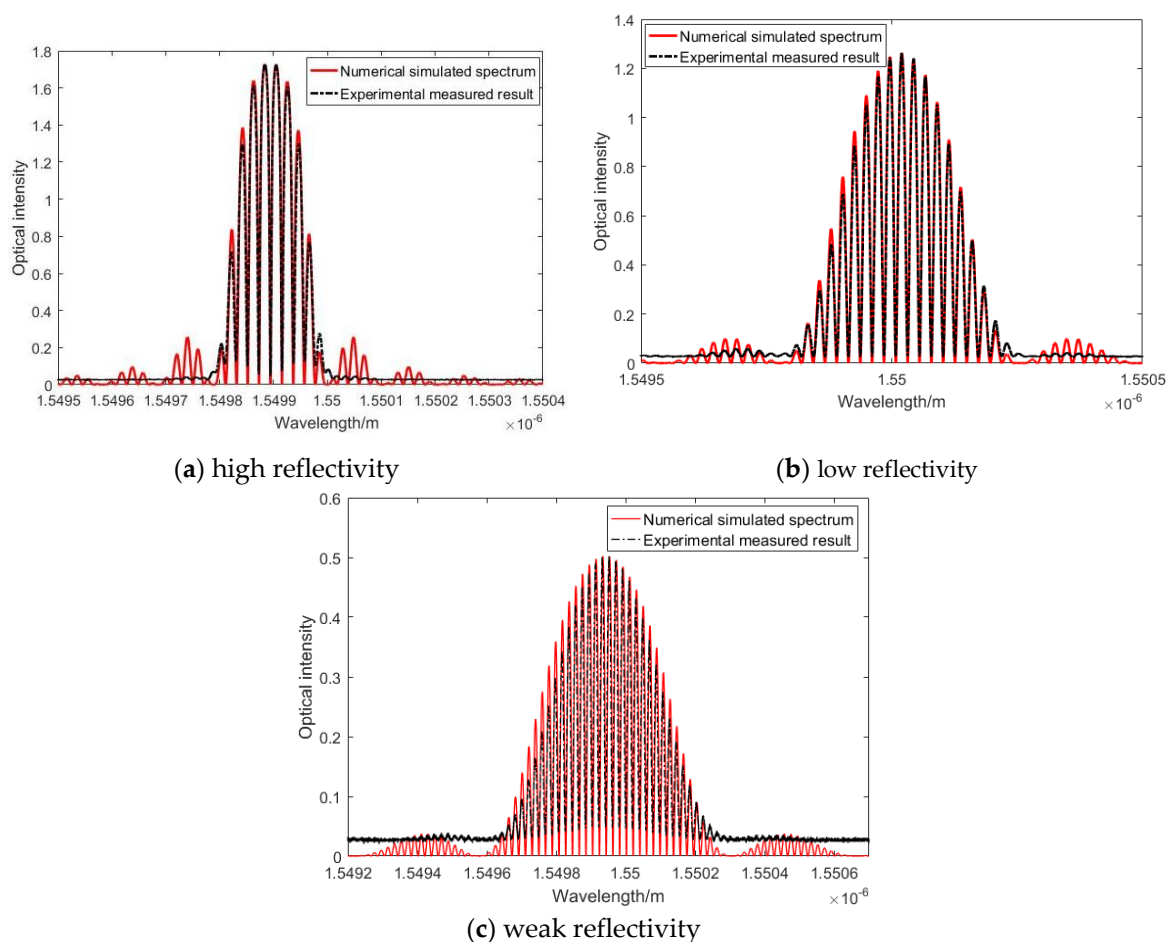 Numerical simulated spectrum
Experimental measured result
Optical intensity
1.8
1.6
1.4
1.2
1
0.8
0.6
0.4
0.2
0
1.5495 1.5496 1.5497 1.5498 1.5499 1.55 1.5501 1.5502 1.5503 1.5504
Wavelength/m
×10-6
(a) high reflectivity
Numerical simulated spectrum
Experimental measured result
Optical intensity
1.4
1.2
1
0.8
0.6
0.4
0.2
0
1.5495 1.55 1.5505
Wavelength/m
×10-6
(b) low reflectivity
Numerical simulated spectrum
Experimental measured result
Optical intensity
0.6
0.5
0.4
0.3
0.2
0.1
0
1.5492 1.5494 1.5496 1.5498 1.55 1.5502 1.5504 1.5506
Wavelength/m
×10-6
(c) weak reflectivity